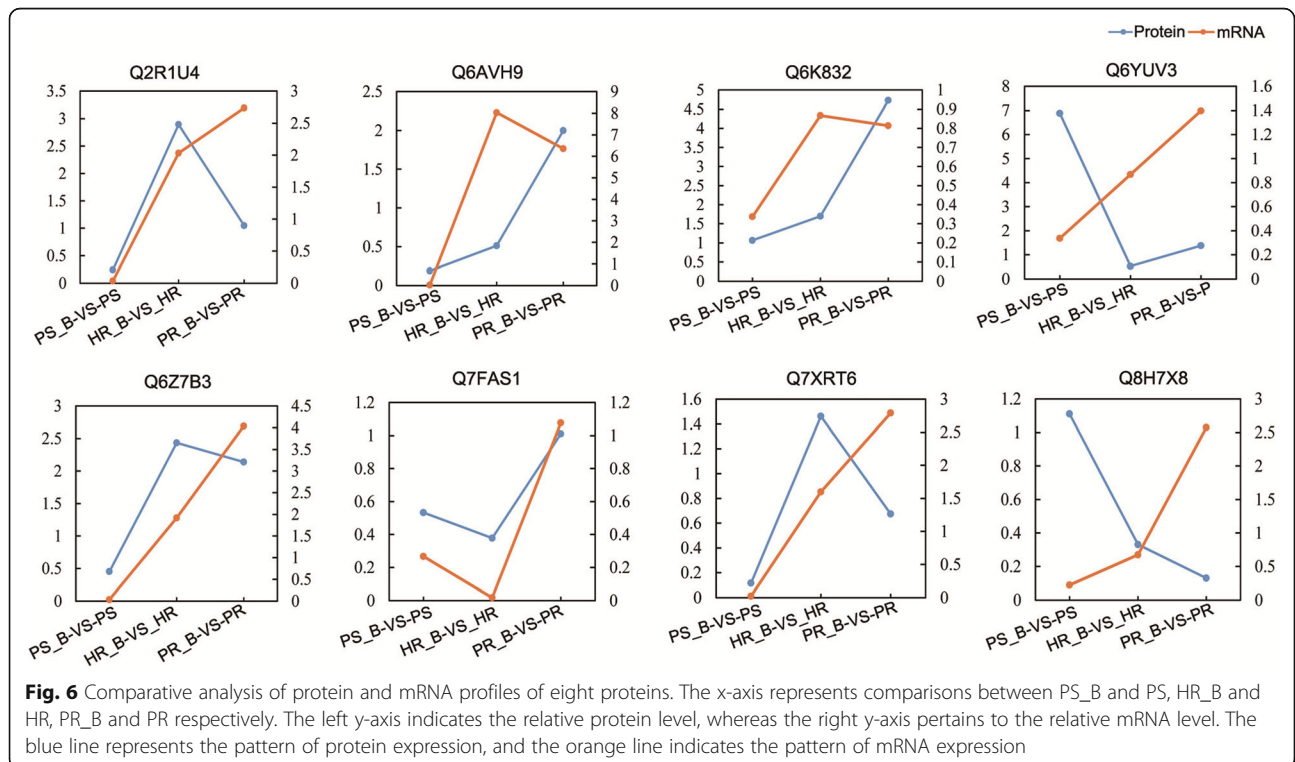 Protein mRNA
Q2R1U4 Q6AVH9 Q6K832 Q6YUV3
3.5 3 2.5 9 5 1 8 1.6
3 2.5 2 8 4.5 0.9 7 1.4
2.5 2 1.5 7 4 0.8 6 1.2
2 1.5 1 6 3.5 0.7 5 1
1.5 1 0.5 5 3 0.6 4 0.8
1 0.5 0 4 2.5 0.5 3 0.6
0.5 0 3 2 0.4 2 0.4
0 2 1.5 0.3 1 0.2
1 1 0.2 0 0
0 0.5 0.1
0 0
PS_B-VS-PS HR_B-VS_HR PR_B-VS-PR PS_B-VS-PS HR_B-VS_HR PR_B-VS-PR PS_B-VS-PS HR_B-VS_HR PR_B-VS-PR PS_B-VS-PS HR_B-VS_HR PR_B-VS-P
Q6Z7B3 Q7FAS1 Q7XRT6 Q8H7X8
3 4.5 1.2 1.2 1.6 3 1.2 3
2.5 4 1 1 1.4 2.5 1 2.5
2 3.5 0.8 0.8 1.2 2 0.8 2
1.5 3 0.6 0.6 1 1.5 0.6 1.5
1 2.5 0.4 0.4 0.8 1 0.4 1
0.5 2 0.2 0.2 0.6 0.5 0.2 0.5
0 1.5 0 0 0.4 0 0 0
1 0.2
0.5 0
0
PS_B-VS-PS HR_B-VS_HR PR_B-VS-PR PS_B-VS-PS HR_B-VS_HR PR_B-VS-PR PS_B-VS-PS HR_B-VS_HR PR_B-VS-PR PS_B-VS-PS HR_B-VS_HR PR_B-VS-PR
Fig. 6 Comparative analysis of protein and mRNA profiles of eight proteins. The x-axis represents comparisons between PS_B and PS, HR_B and
HR, PR_B and PR respectively. The left y-axis indicates the relative protein level, whereas the right y-axis pertains to the relative mRNA level. The
blue line represents the pattern of protein expression, and the orange line indicates the pattern of mRNA expression